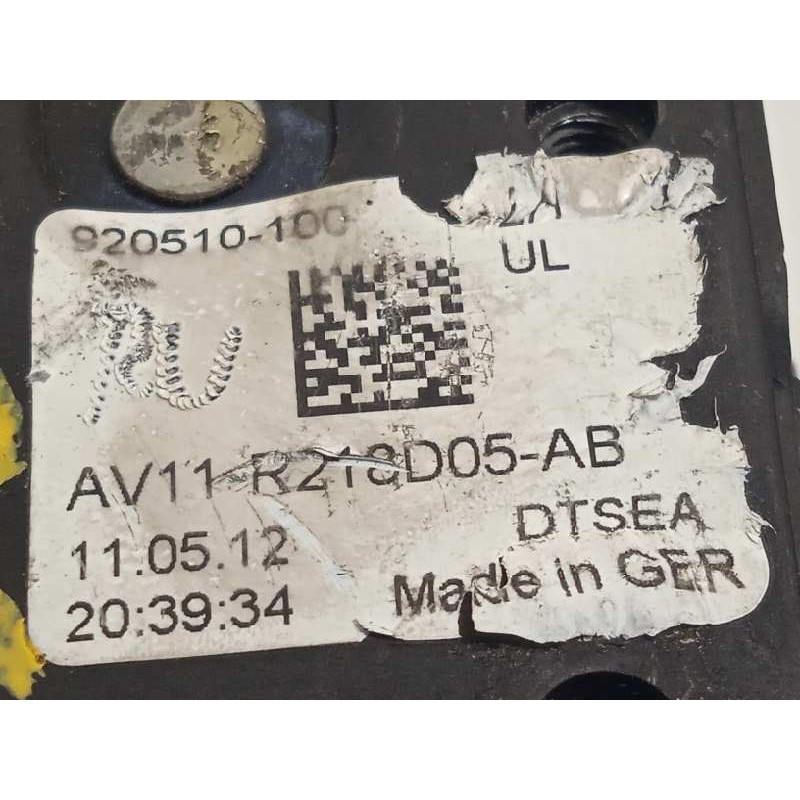 920510-100
UL
AV11-R218D05-AB
11.05.12
DTSEA
20:39:34
Made in GER